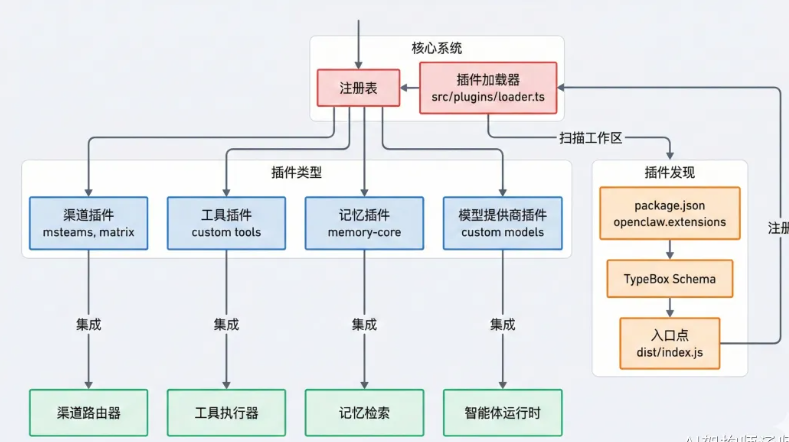 核心系统
注册表
插件加载器
src/plugins/loader.ts
扫描工作区
插件类型
插件发现
渠道插件
msteams, matrix
工具插件
custom tools
记忆插件
memory-core
模型提供商插件
custom models
package.json
openclaw.extensions
注册
TypeBox Schema
集成
集成
集成
集成
入口点
dist/index.js
渠道路由器
工具执行器
记忆检索
智能体运行时